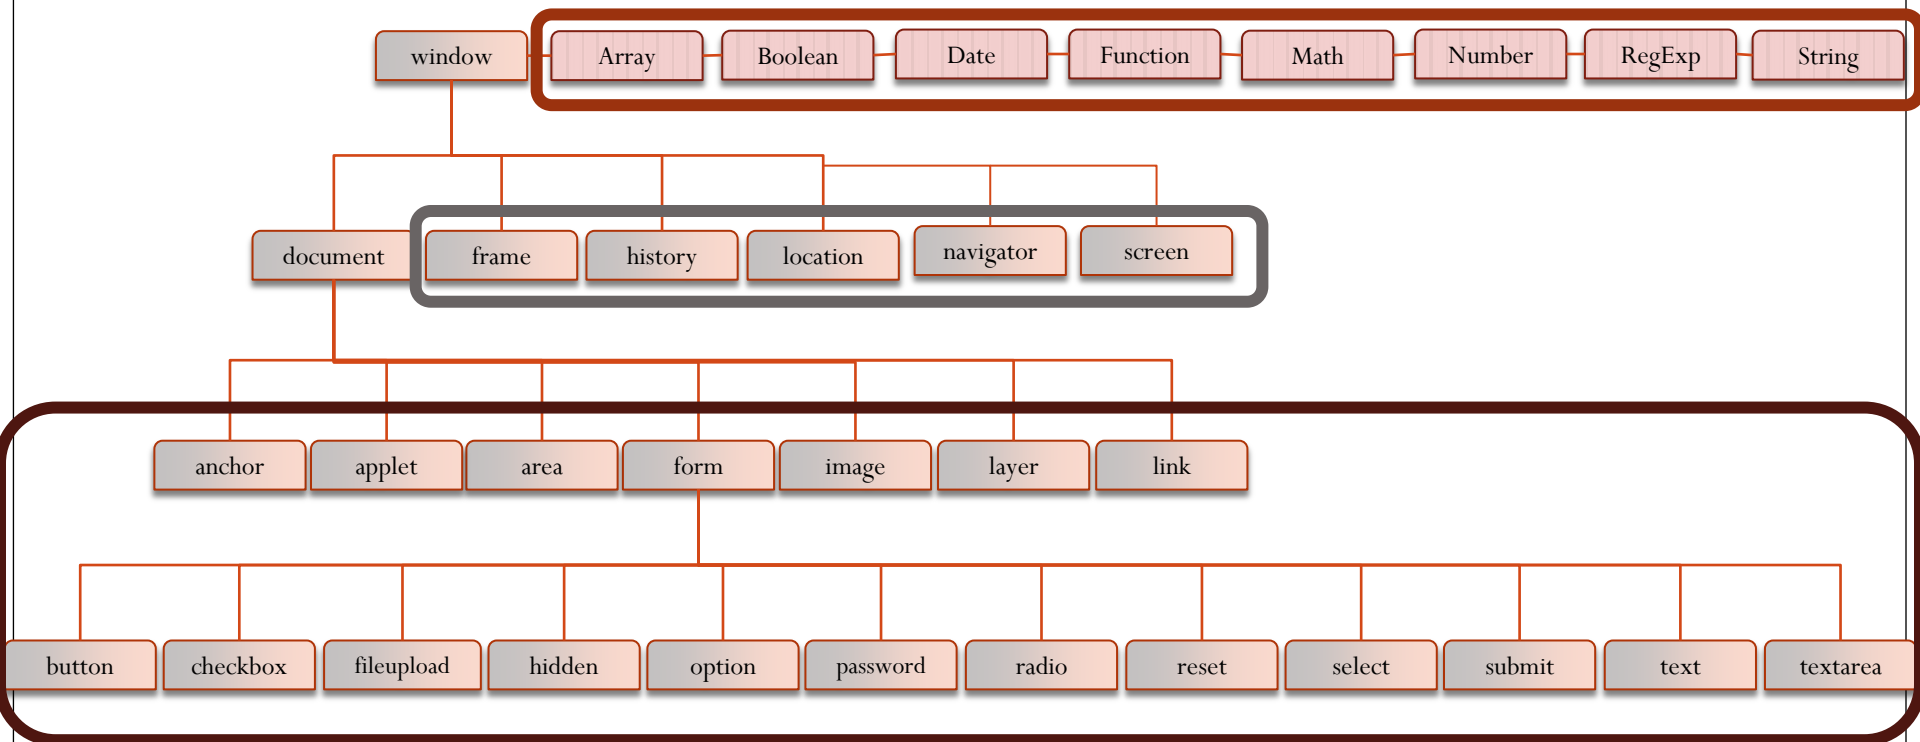 window Array Boolean Date Function Math Number RegExp String
document frame history location navigator screen
anchor applet area form image layer link
button checkbox fileupload hidden option password radio reset select submit text textarea